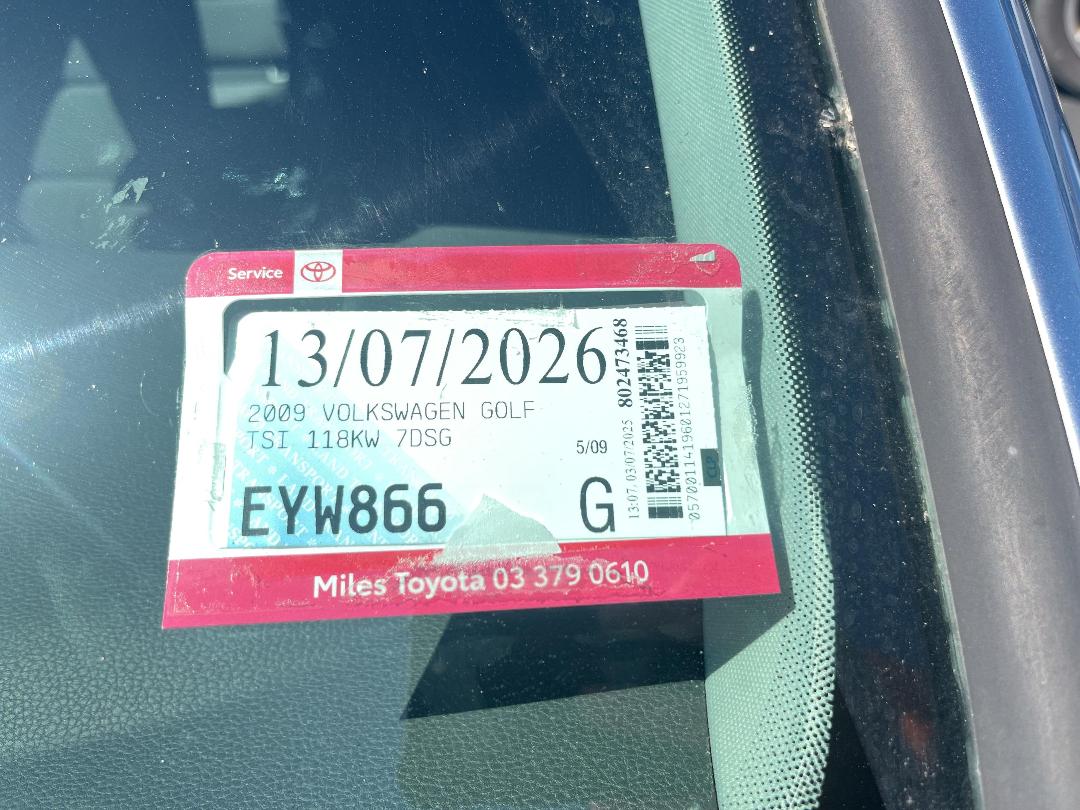 Service
13/07/2026
2009 VOLKSWAGEN GOLF
TSI 118KW 7DSG
5/09
EYW866
G
13:07, 03/07/2025
802473468
Miles Toyota 03 379 0610